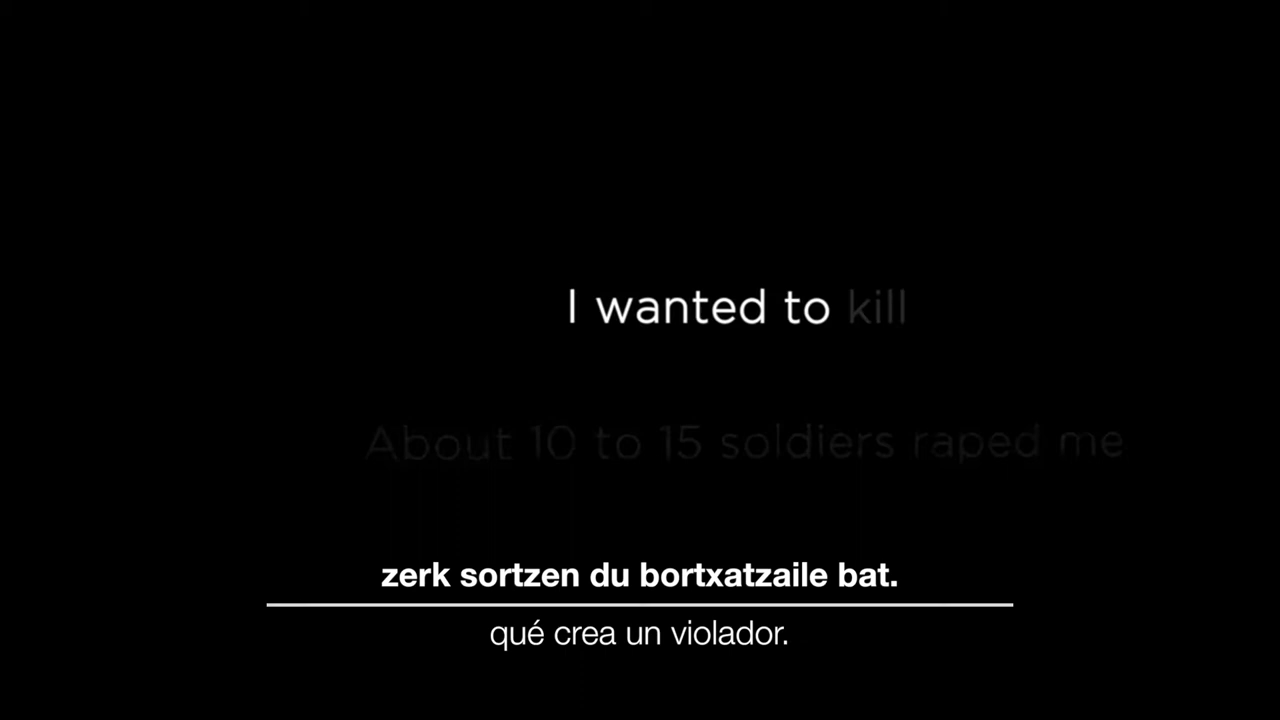 I wanted to kill
About 10 to 15 soldiers raped me
zerk sortzen du bortxatzaile bat.
qué crea un violador.